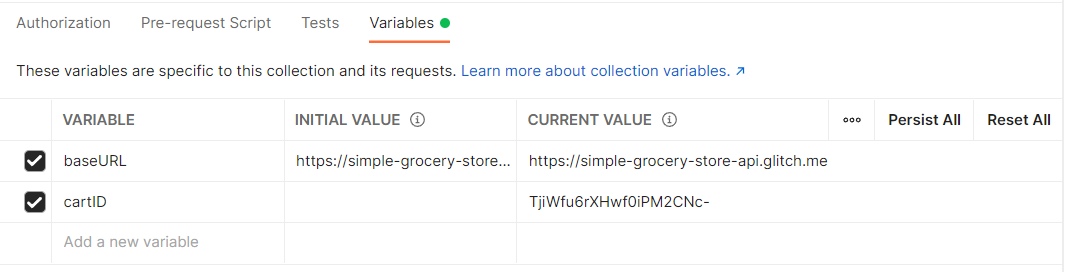 Authorization Pre-request Script Tests Variables
These variables are specific to this collection and its requests. Learn more about collection variables. ↗
VARIABLE INITIAL VALUE CURRENT VALUE Persist All Reset All
baseURL https://simple-grocery-store... https://simple-grocery-store-api.glitch.me
cartID TjiWfu6rXHwf0iPM2CNc-
Add a new variable